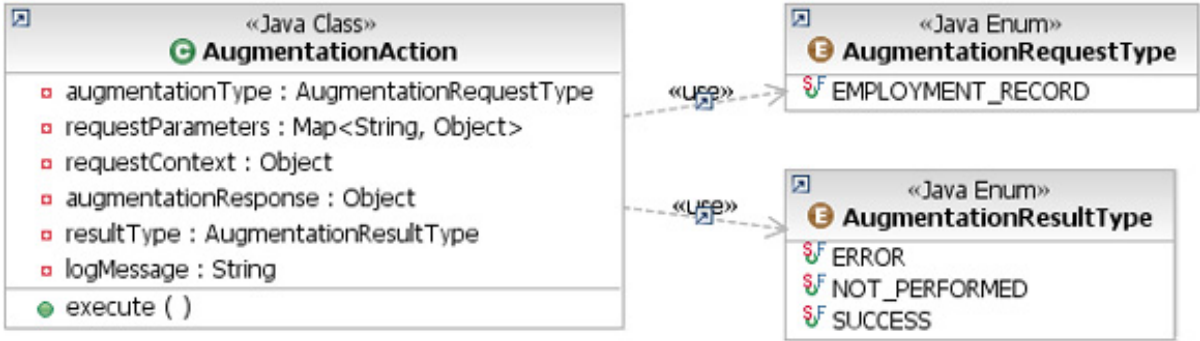 «Java Class»
C AugmentationAction
augmentationType : AugmentationRequestType
requestParameters : Map<String, Object>
requestContext : Object
augmentationResponse : Object
resultType : AugmentationResultType
logMessage : String
execute ( )
«use»
«use»
«Java Enum»
E AugmentationRequestType
S F EMPLOYMENT_RECORD
«Java Enum»
E AugmentationResultType
S F ERROR
S F NOT_PERFORMED
S F SUCCESS